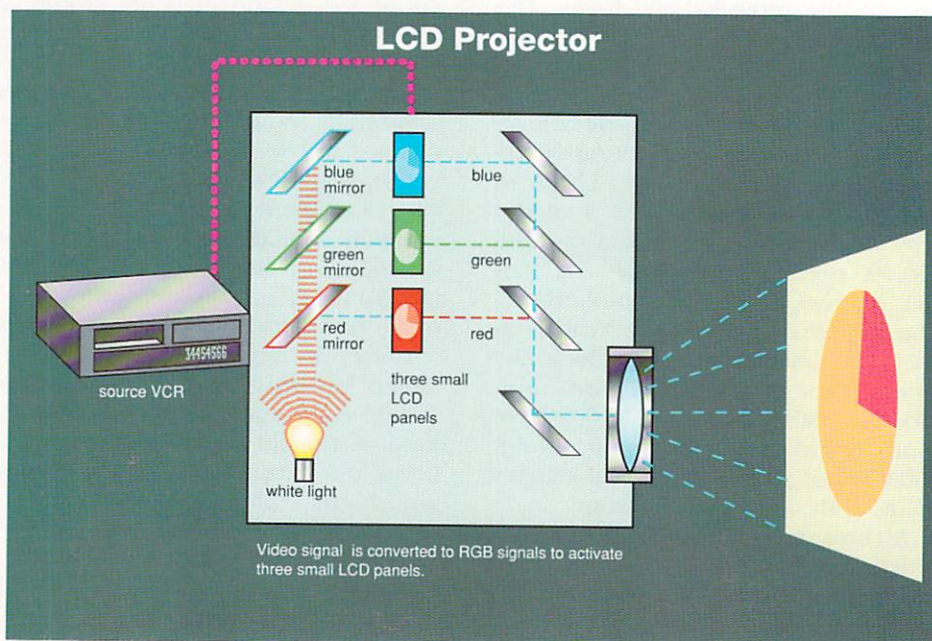 LCD Projector
blue
mirror
blue
green
mirror
green
red
mirror
red
34454566
source VCR
three small
LCD
panels
white light
Video signal is converted to RGB signals to activate
three small LCD panels.